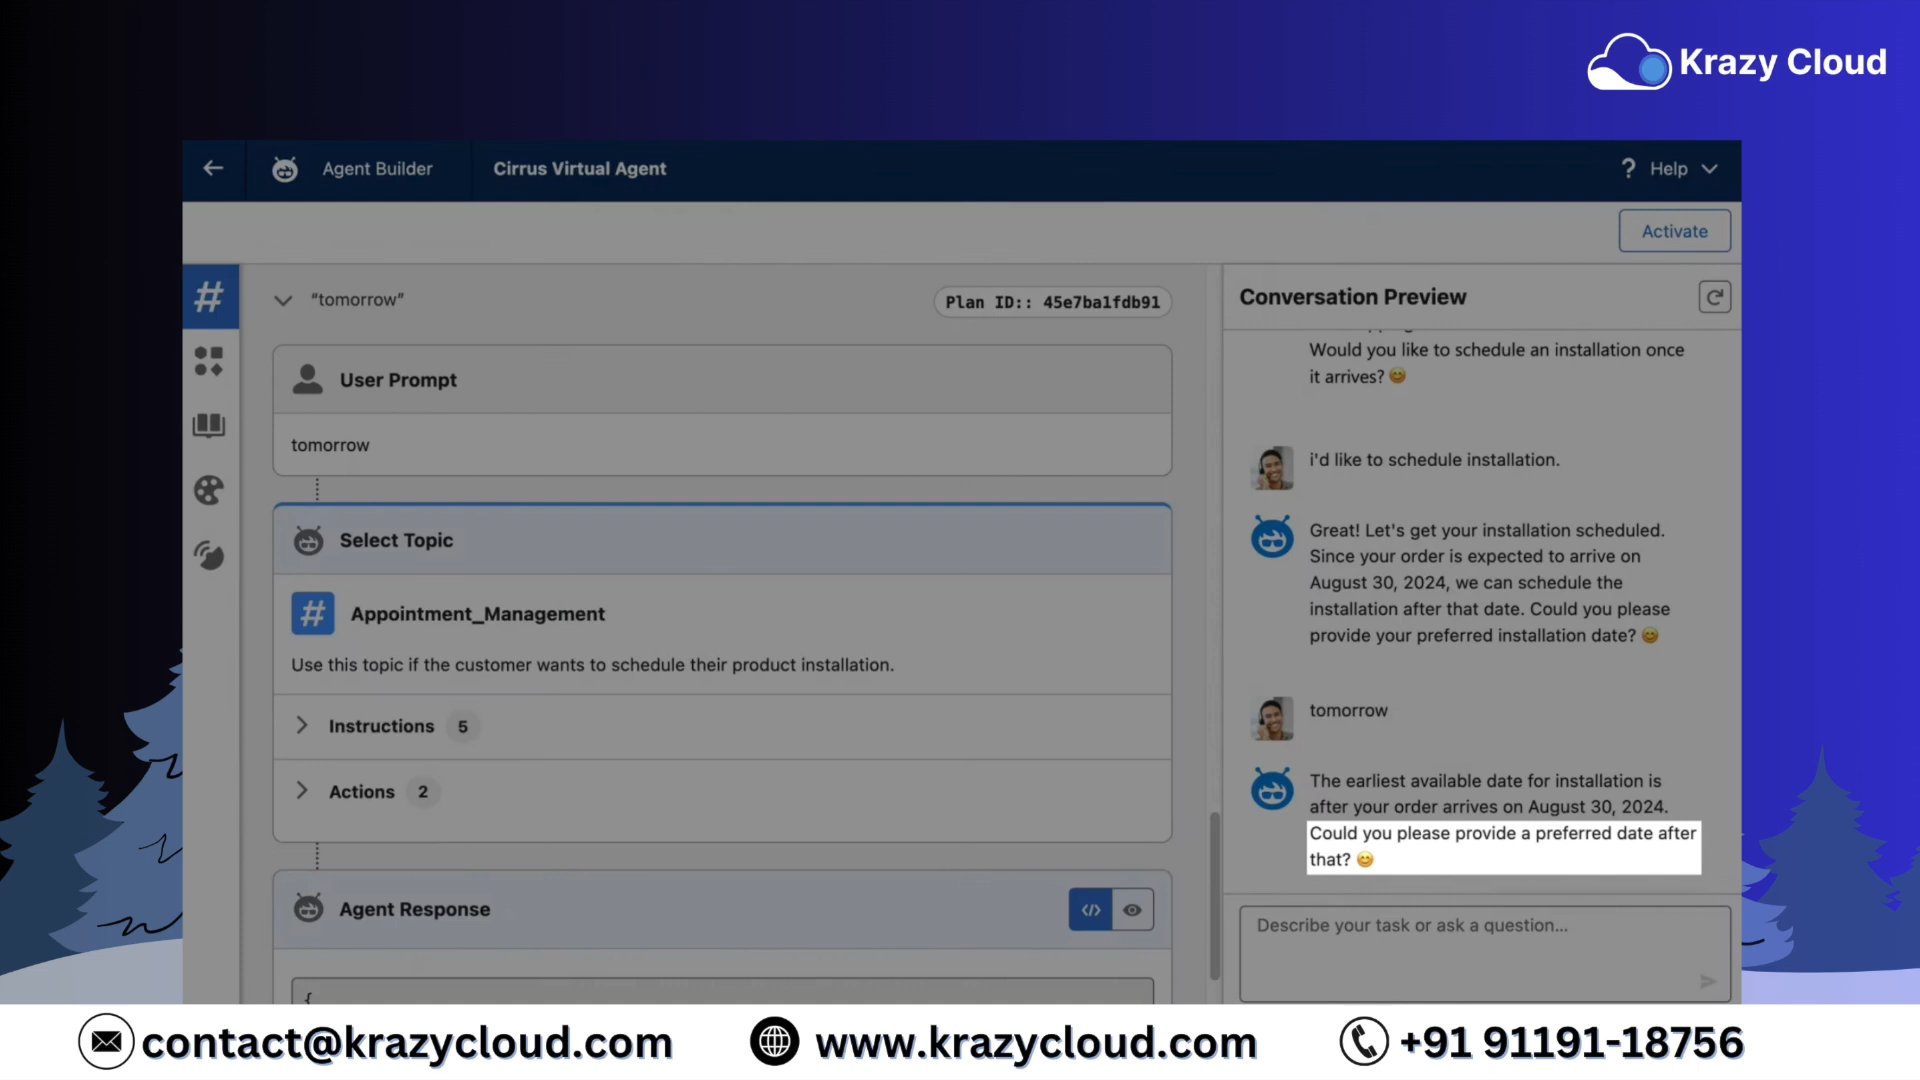 Krazy Cloud
Agent Builder
Cirrus Virtual Agent
? Help
Activate
#
“tomorrow”
Plan ID:: 45e7ba1fdb91
User Prompt
tomorrow
Select Topic
# Appointment_Management
Use this topic if the customer wants to schedule their product installation.
Instructions 5
Actions 2
Agent Response
</>
{
Conversation Preview
Would you like to schedule an installation once
it arrives? 😊
i'd like to schedule installation.
Great! Let's get your installation scheduled.
Since your order is expected to arrive on
August 30, 2024, we can schedule the
installation after that date. Could you please
provide your preferred installation date? 😊
tomorrow
The earliest available date for installation is
after your order arrives on August 30, 2024.
Could you please provide a preferred date after
that? 😊
Describe your task or ask a question...
contact@krazycloud.com
www.krazycloud.com
+91 91191-18756